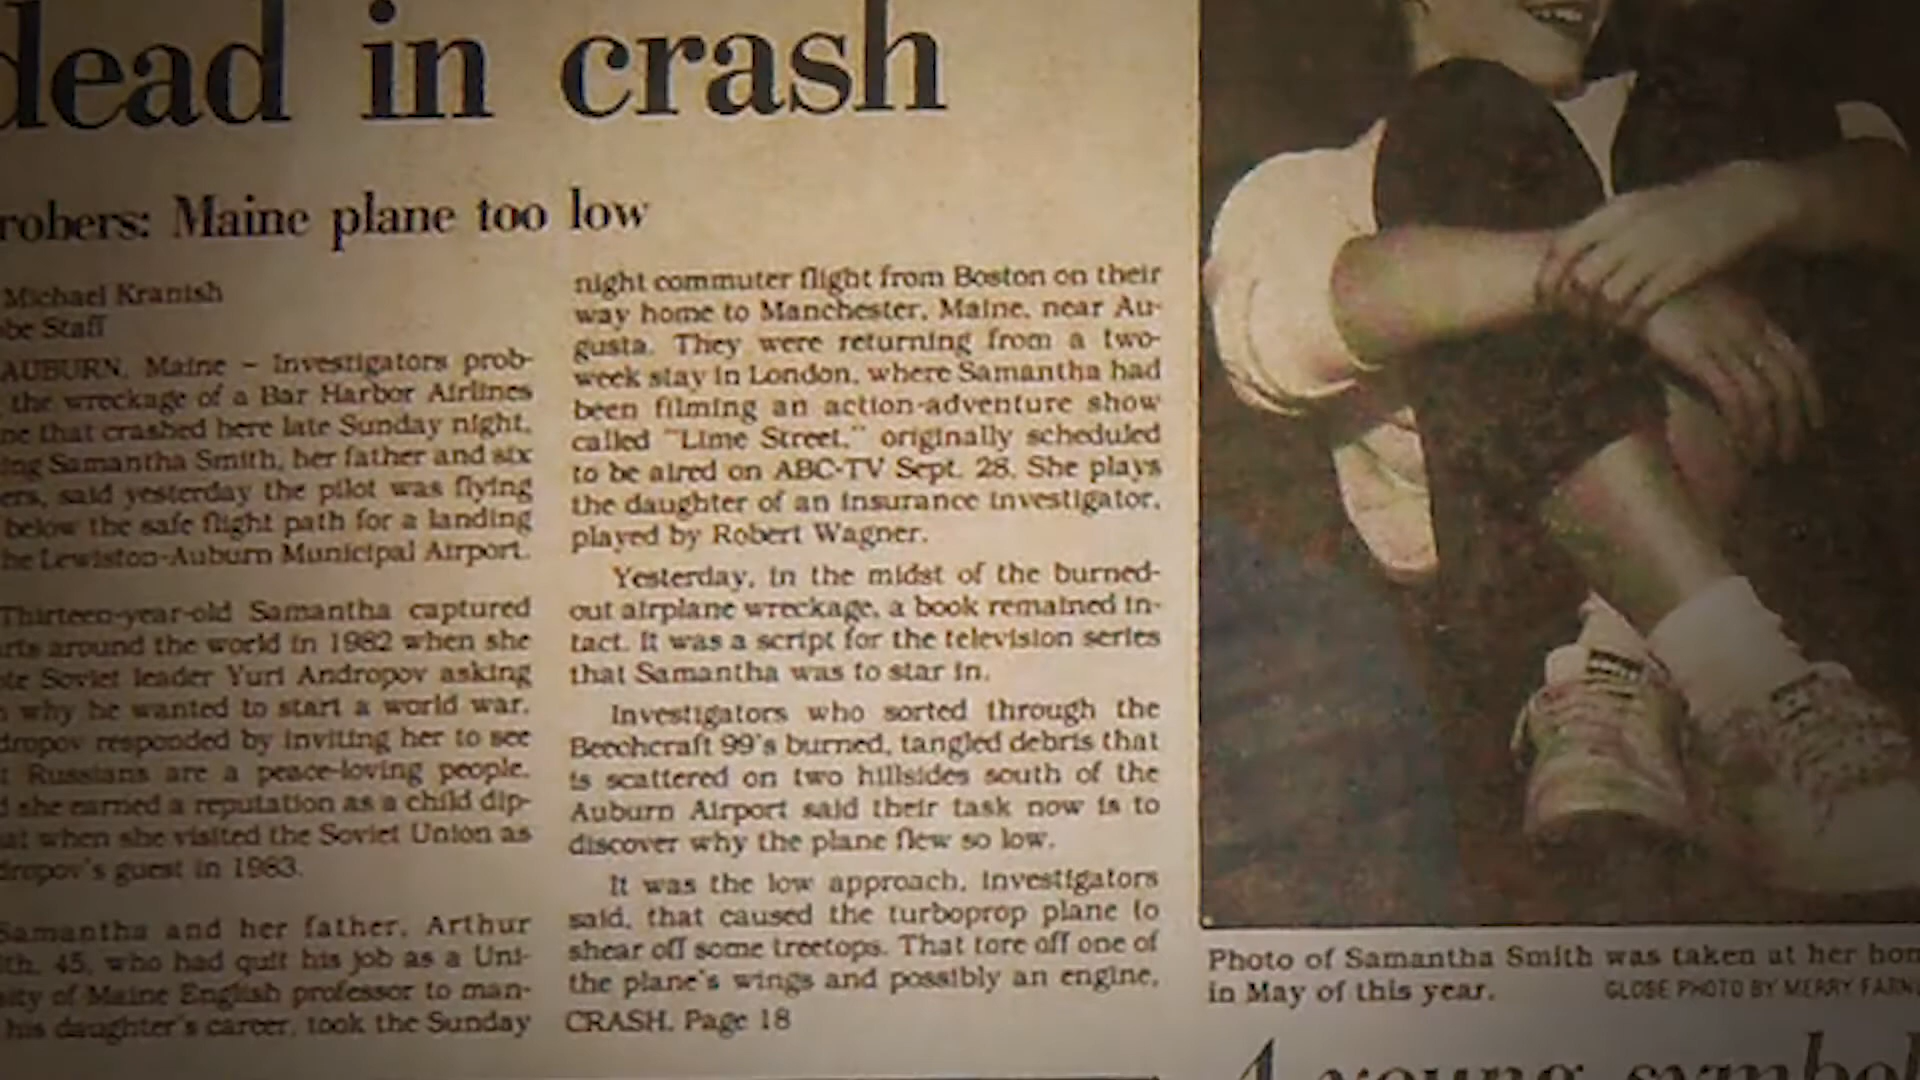 dead in crash
robers: Maine plane too low
Michael Kranish
be Staff
AUBURN, Maine – Investigators prob-
the wreckage of a Bar Harbor Airlines
ne that crashed here late Sunday night,
ing Samantha Smith, her father and six
ers, said yesterday the pilot was flying
below the safe flight path for a landing
he Lewiston-Auburn Municipal Airport.
Thirteen-year-old Samantha captured
rts around the world in 1982 when she
te Soviet leader Yuri Andropov asking
why he wanted to start a world war.
dropov responded by inviting her to see
t Russians are a peace-loving people,
d she earned a reputation as a child dip-
at when she visited the Soviet Union as
dropov's guest in 1983.
Samantha and her father, Arthur
ith, 45, who had quit his job as a Uni-
sity of Maine English professor to man-
his daughter's career, took the Sunday
night commuter flight from Boston on their
way home to Manchester, Maine, near Au-
gusta. They were returning from a two-
week stay in London, where Samantha had
been filming an action-adventure show
called "Lime Street," originally scheduled
to be aired on ABC-TV Sept. 28. She plays
the daughter of an insurance investigator,
played by Robert Wagner.
Yesterday, in the midst of the burned-
out airplane wreckage, a book remained in-
tact. It was a script for the television series
that Samantha was to star in.
Investigators who sorted through the
Beechcraft 99's burned, tangled debris that
is scattered on two hillsides south of the
Auburn Airport said their task now is to
discover why the plane flew so low.
It was the low approach, investigators
said, that caused the turboprop plane to
shear off some treetops. That tore off one of
the plane's wings and possibly an engine,
CRASH, Page 18
Photo of Samantha Smith was taken at her hom
in May of this year.
GLOBE PHOTO BY MERRY FARN
A young symbol